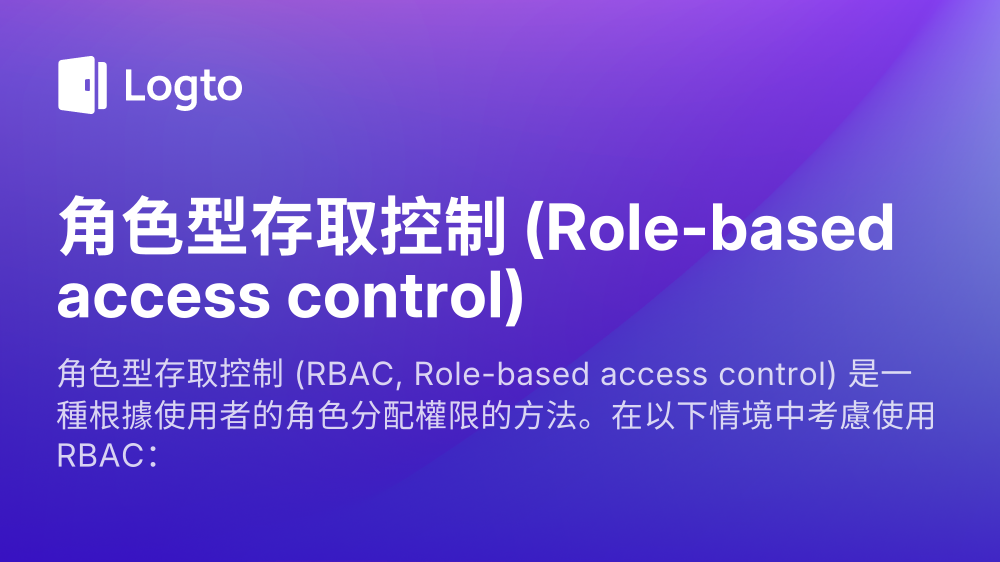 Logto
角色型存取控制 (Role-based
access control)
角色型存取控制 (RBAC, Role-based access control) 是一
種根據使用者的角色分配權限的方法。在以下情境中考慮使用
RBAC：